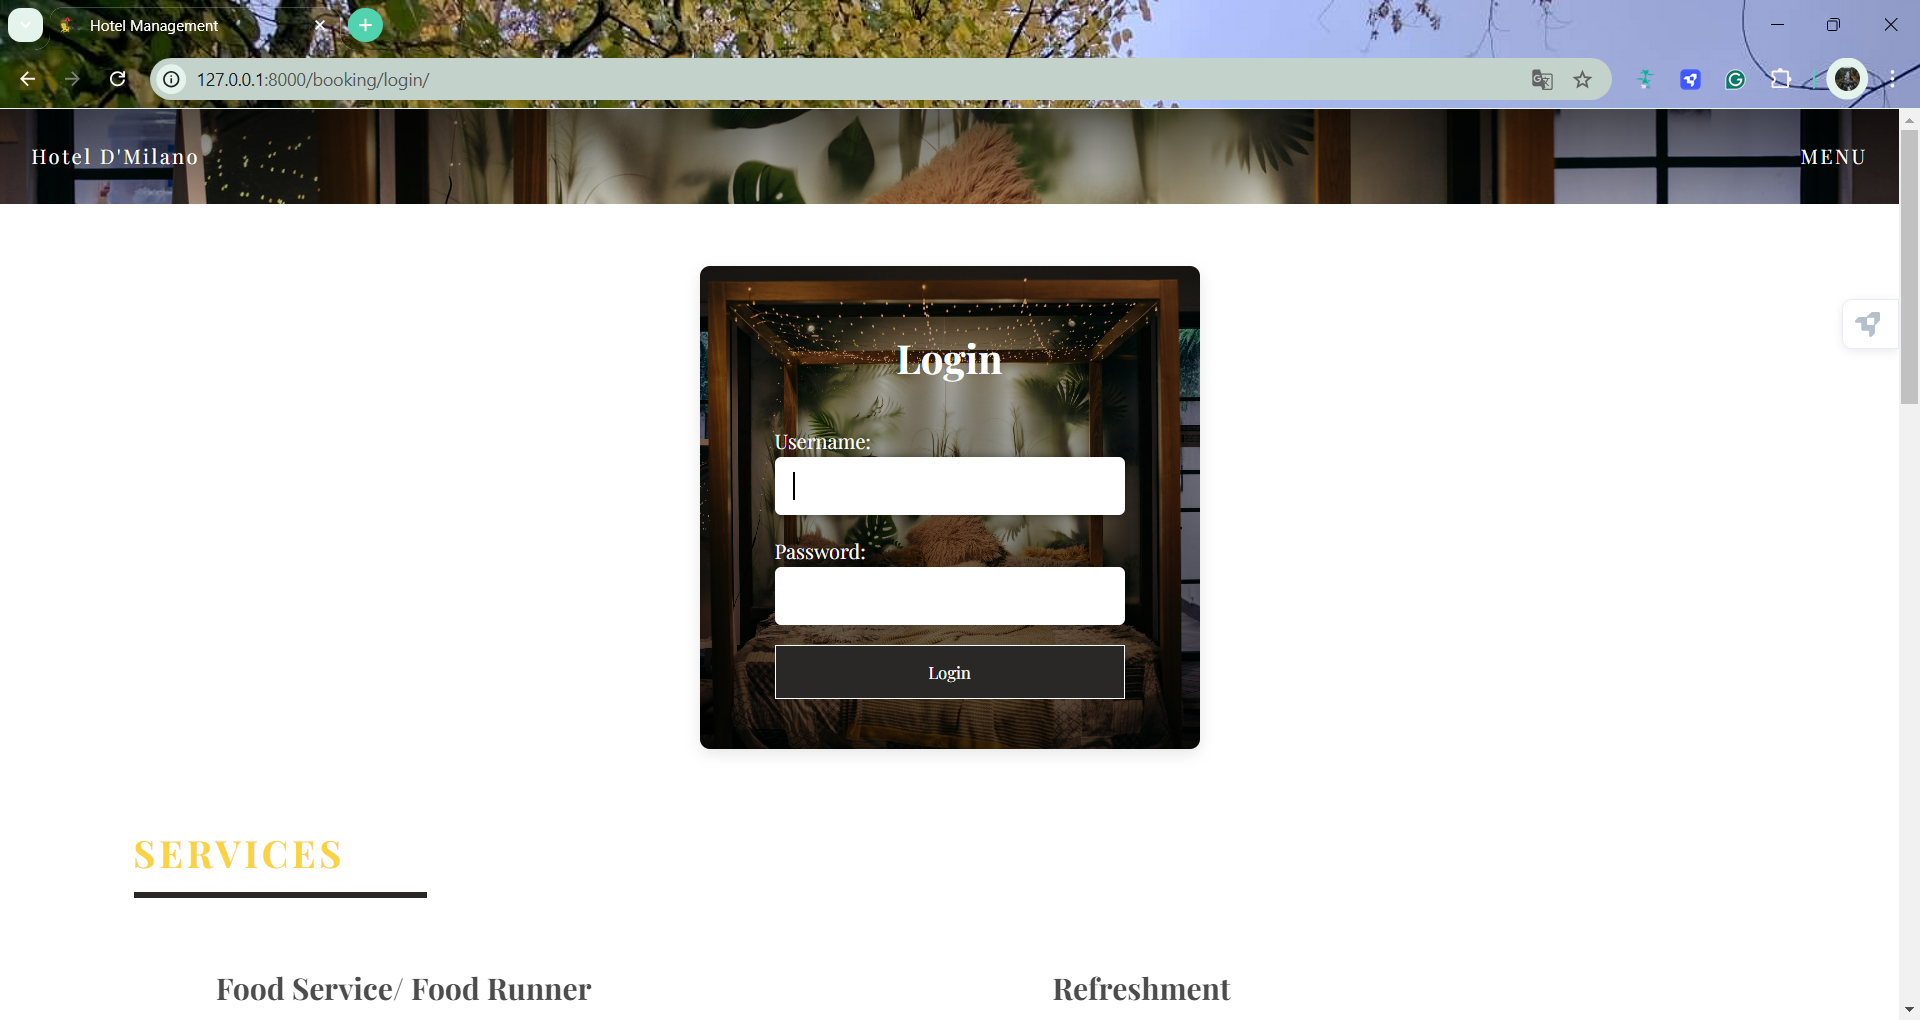 Hotel Management
127.0.0.1:8000/booking/login/
Hotel D'Milano
MENU
Login
Username:
Password:
Login
SERVICES
Food Service/ Food Runner
Refreshment